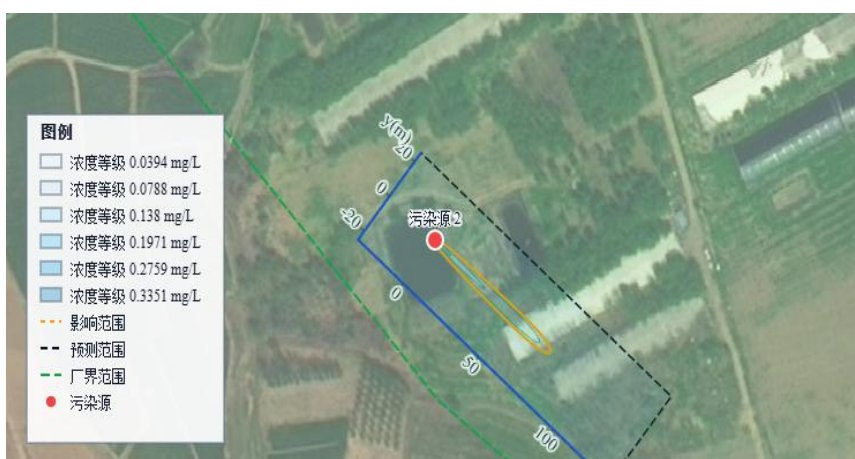 图例
浓度等级 0.0394 mg/L
浓度等级 0.0788 mg/L
浓度等级 0.138 mg/L
浓度等级 0.1971 mg/L
浓度等级 0.2759 mg/L
浓度等级 0.3351 mg/L
影响范围
预测范围
厂界范围
污染源
y(m)
20
0
-20
污染源2
0
50
100